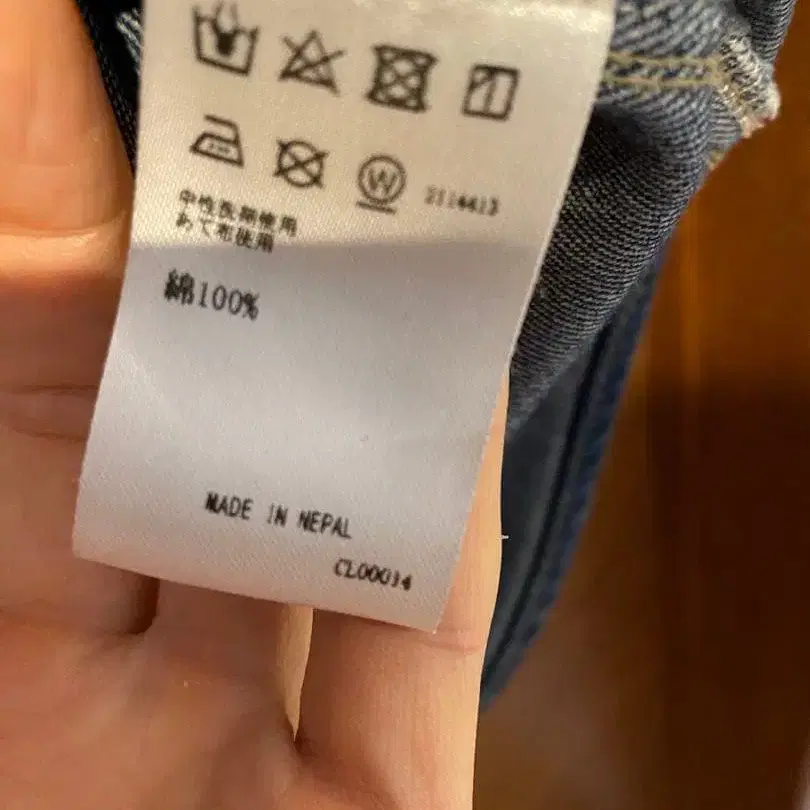 W 2114413
中性洗剤使用
あて布使用
綿100%
MADE IN NEPAL
CL00014